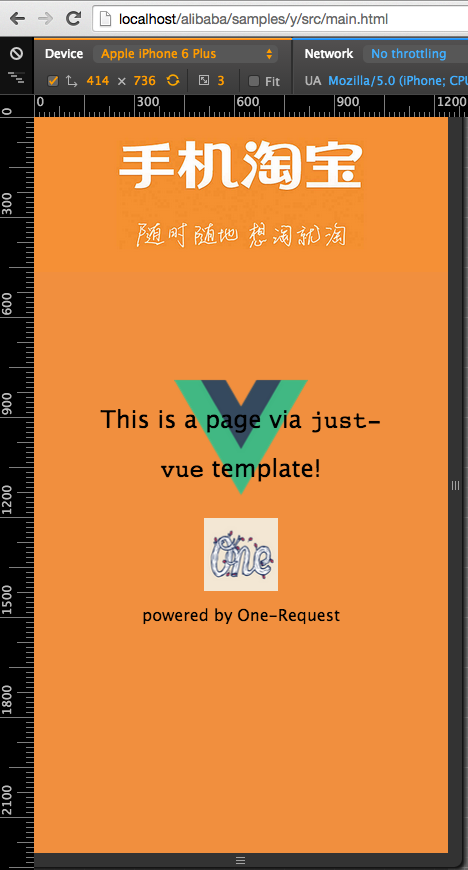 localhost/alibaba/samples/y/src/main.html
Device Apple iPhone 6 Plus Network No throttling
414 × 736 3 Fit UA Mozilla/5.0 (iPhone; CPU
0 300 600 900 1200
0
300
600
900
1200
1500
1800
2100
手机淘宝
随时随地 想淘就淘
This is a page via just-
vue template!
One
powered by One-Request